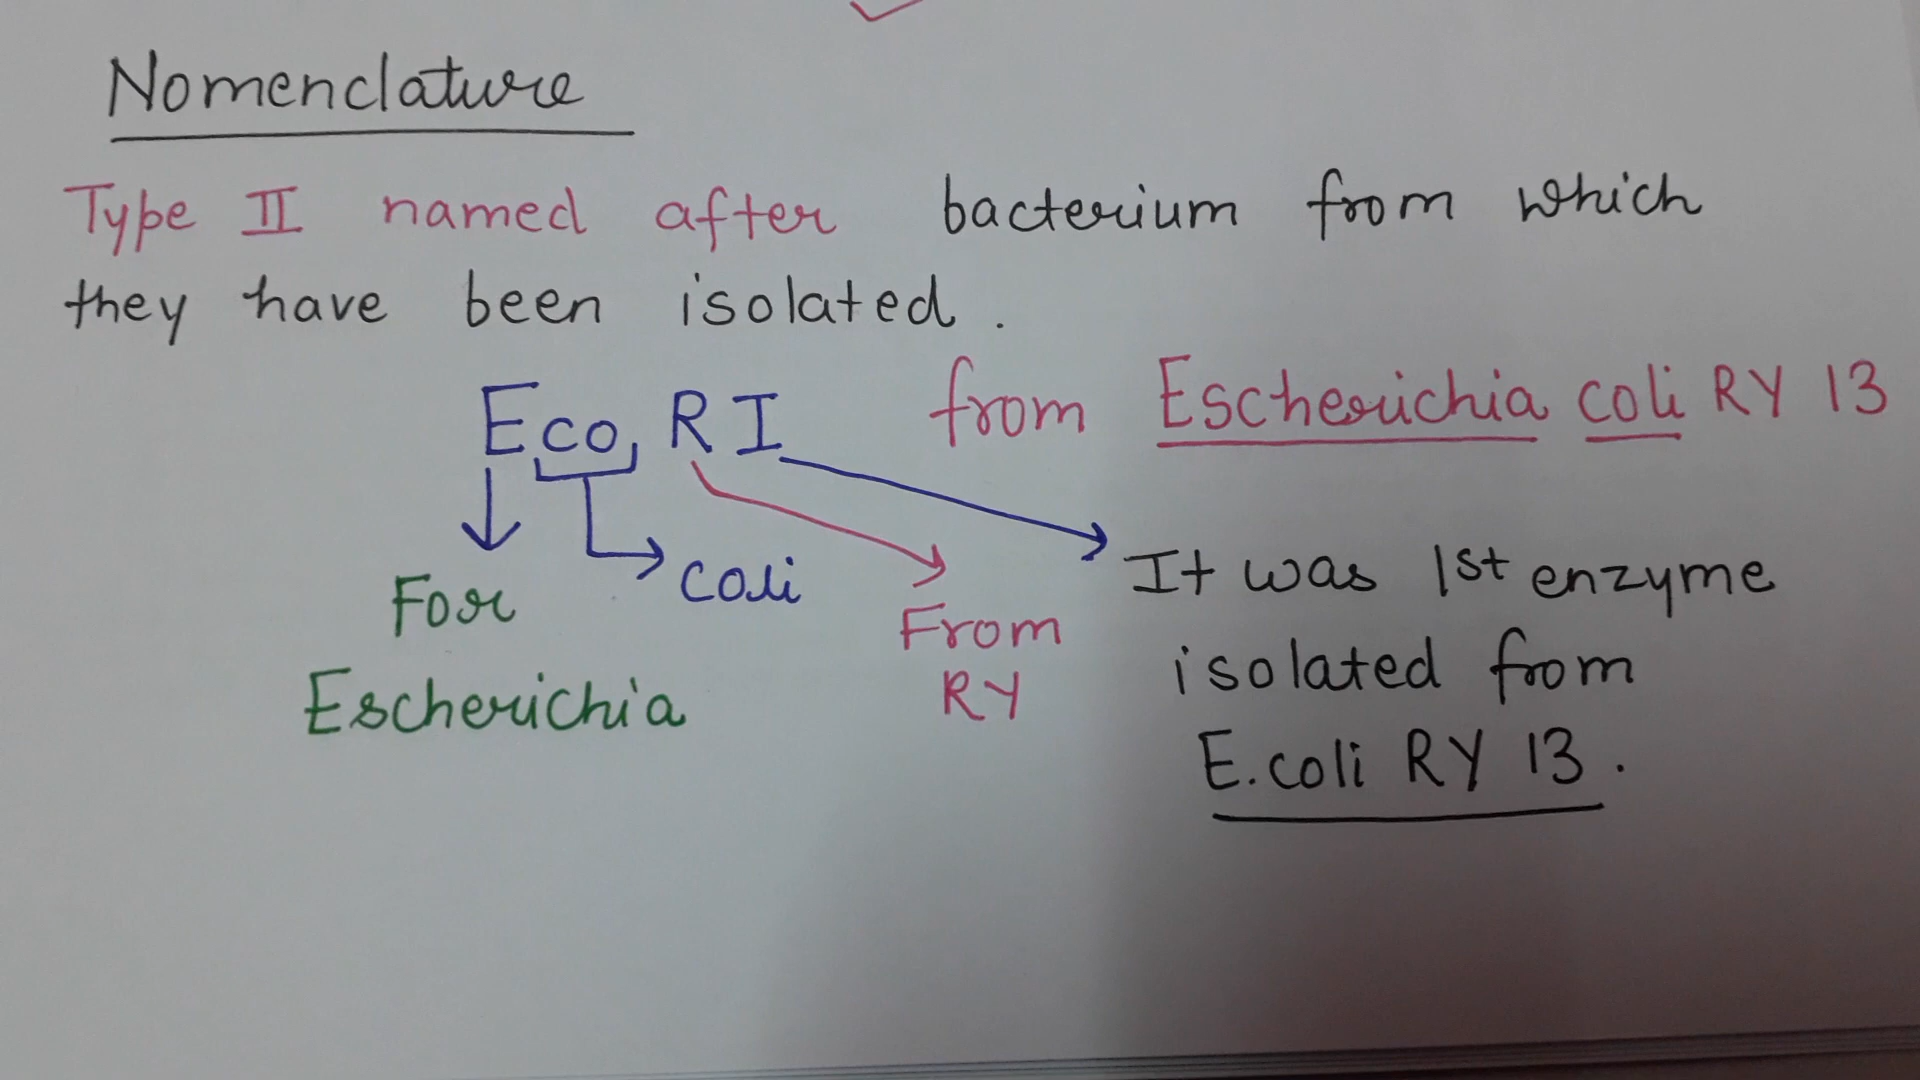 Nomenclature
Type II named after bacterium from which
they have been isolated.
Eco RI from Escherichia coli RY 13
For
Escherichia
coli
From
RY
It was 1st enzyme
isolated from
E.coli RY 13.